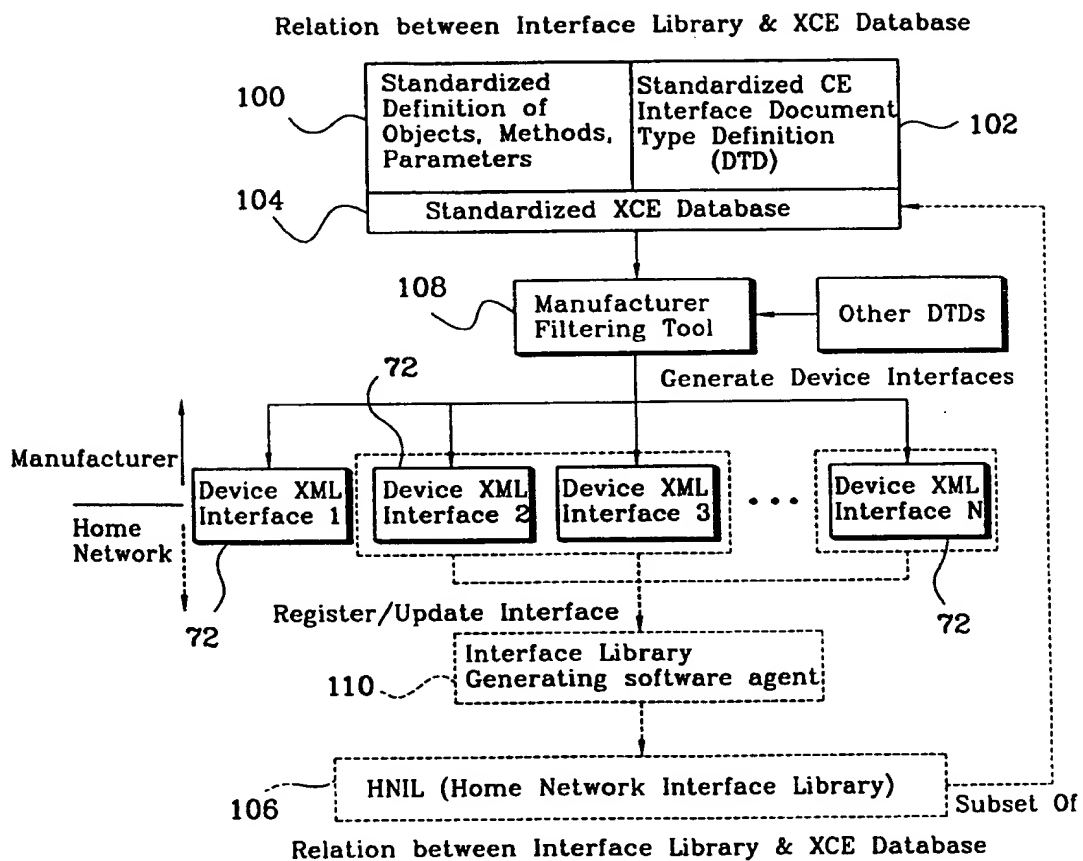 Relation between Interface Library & XCE Database
100
Standardized
Definition of
Objects, Methods,
Parameters
Standardized CE
Interface Document
Type Definition
(DTD)
102
104
Standardized XCE Database
108
Manufacturer
Filtering Tool
Other DTDs
72
Generate Device Interfaces
Manufacturer
Home
Network
Device XML
Interface 1
Device XML
Interface 2
Device XML
Interface 3
Device XML
Interface N
72
Register/Update Interface
72
110
Interface Library
Generating software agent
106
HNIL (Home Network Interface Library)
Subset Of
Relation between Interface Library & XCE Database